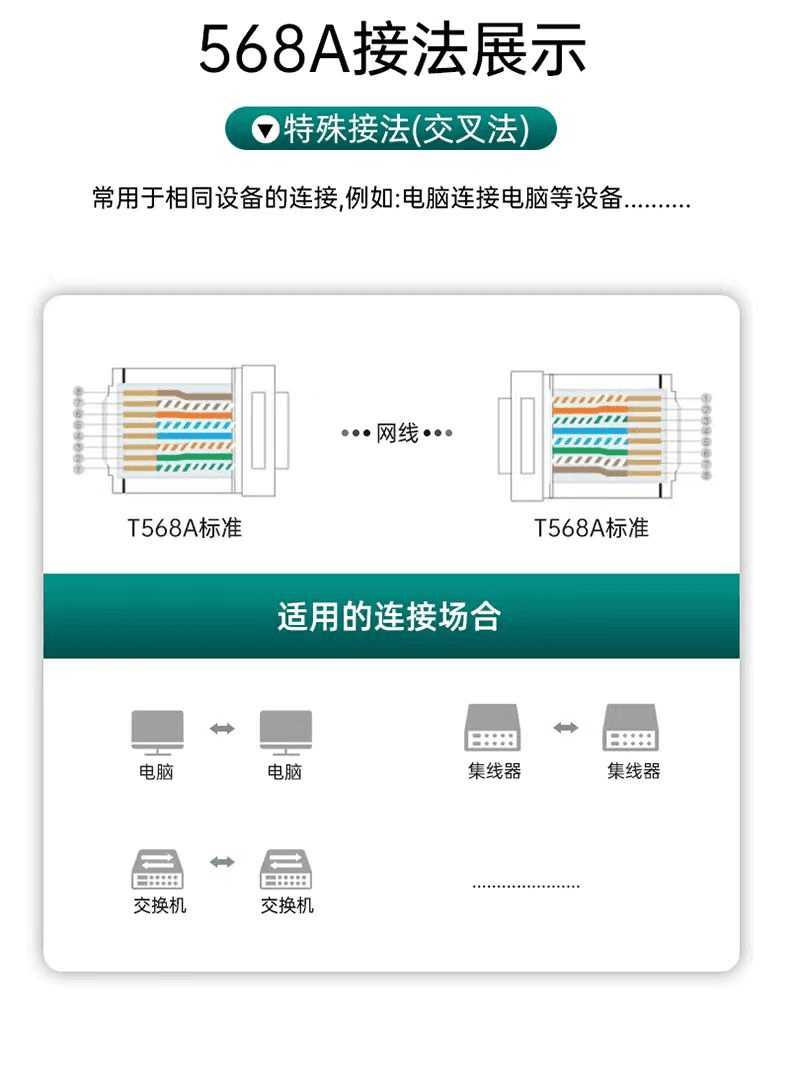 568A接法展示
特殊接法(交叉法)
常用于相同设备的连接,例如:电脑连接电脑等设备..........
8
7
6
5
4
3
2
1
网线
1
2
3
4
5
6
7
8
T568A标准
T568A标准
适用的连接场合
电脑
电脑
集线器
集线器
交换机
交换机
......................